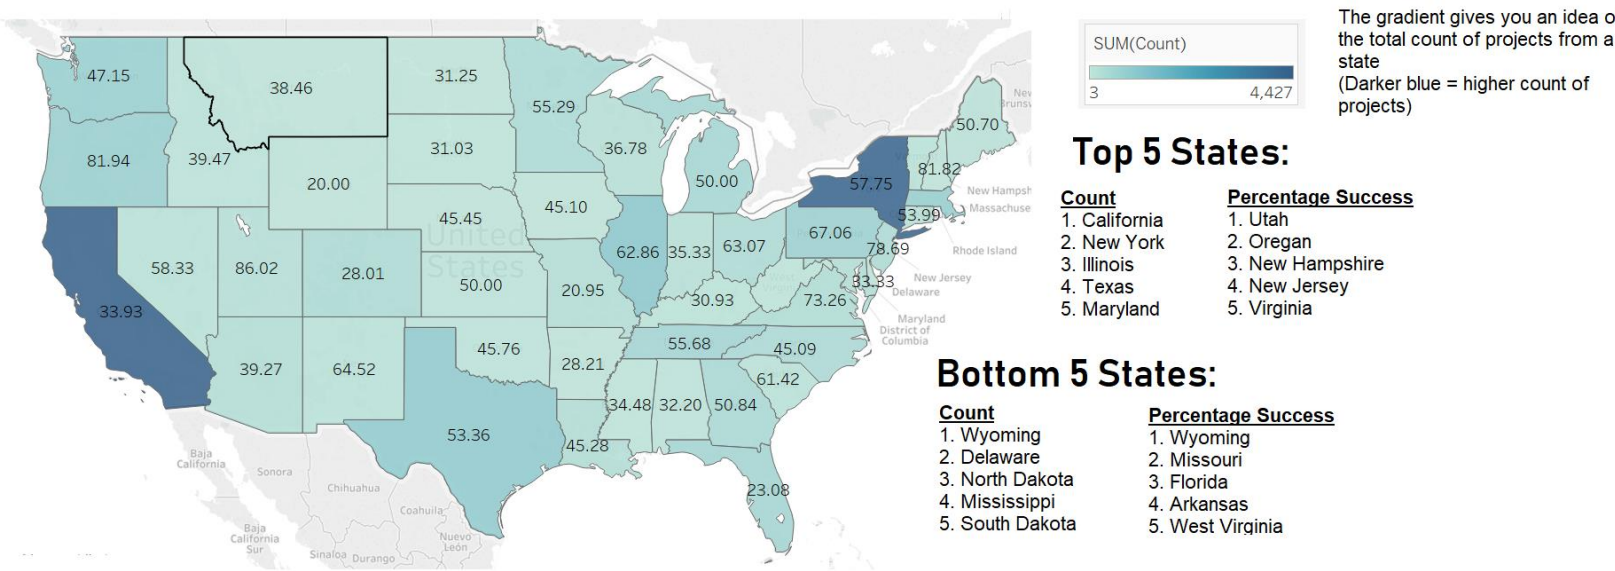 SUM(Count)
3 4,427
The gradient gives you an idea o
the total count of projects from a
state
(Darker blue = higher count of
projects)
Top 5 States:
Count
1. California
2. New York
3. Illinois
4. Texas
5. Maryland
Percentage Success
1. Utah
2. Oregan
3. New Hampshire
4. New Jersey
5. Virginia
Bottom 5 States:
Count
1. Wyoming
2. Delaware
3. North Dakota
4. Mississippi
5. South Dakota
Percentage Success
1. Wyoming
2. Missouri
3. Florida
4. Arkansas
5. West Virginia
47.15
38.46
31.25
55.29
81.94
39.47
31.03
36.78
50.00
50.70
20.00
57.75
81.82
New Hampsh
Massachuse
45.45
45.10
53.99
United
States
67.06
78.69
Rhode Island
58.33
86.02
28.01
50.00
62.86
35.33
63.07
New Jersey
33.33
Delaware
20.95
30.93
73.26
33.93
Maryland
District of
Columbia
39.27
64.52
45.76
28.21
55.68
45.09
61.42
34.48
32.20
50.84
53.36
45.28
23.08
Baja
California
Sonora
Chihuahua
Coahuila
Baja
California
Sur
Sinaloa
Durango
Nuevo
León
New